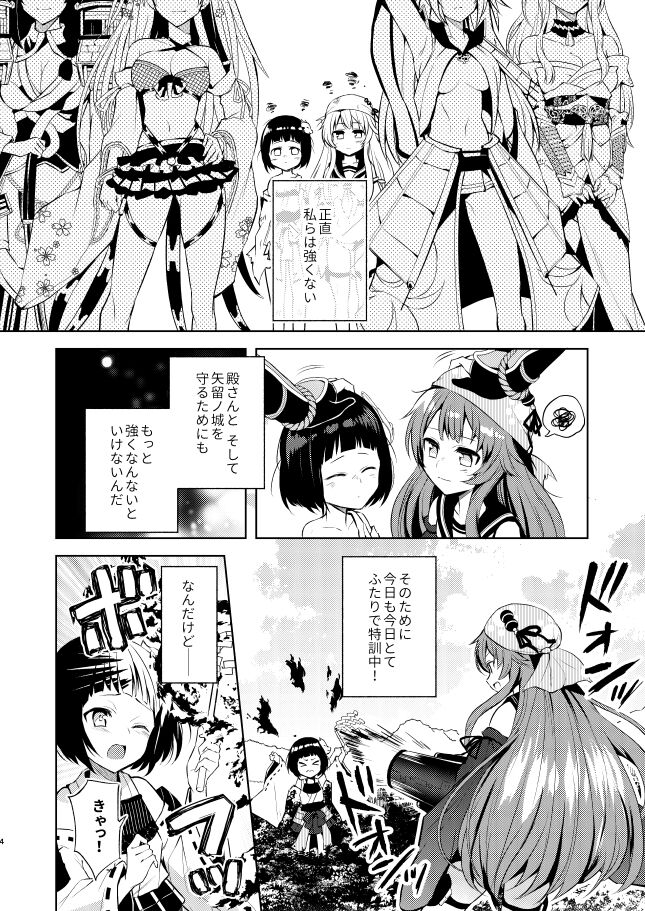 正直
私らは強くない
殿さんと そして
矢留ノ城を
守るためにも
もっと
強くなんないと
いけないんだ
そのために
今日も今日とて
ふたりで特訓中！
ドォン
ドォォン
なんだけど――
ボフッ
きゃっ！
4